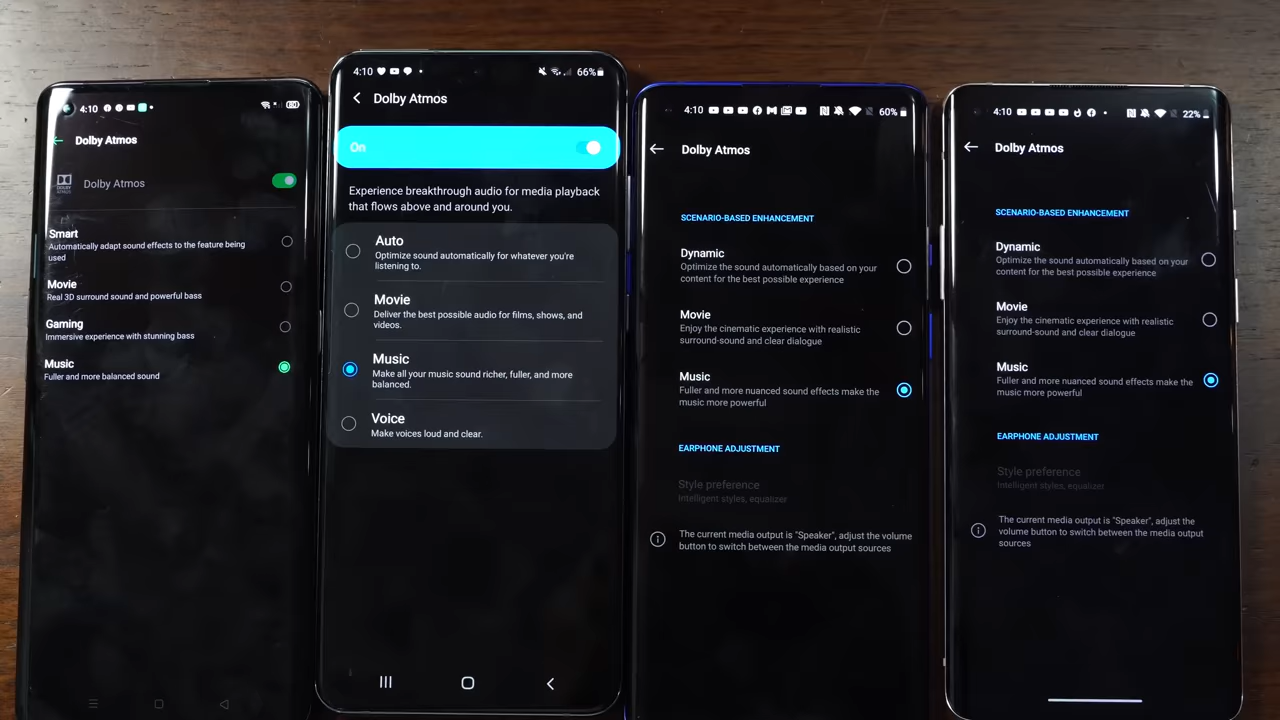 4:10
Dolby Atmos
Dolby Atmos
Smart
Automatically adapt sound effects to the feature being
used
Movie
Real 3D surround sound and powerful bass
Gaming
Immersive experience with stunning bass
Music
Fuller and more balanced sound
4:10
66%
Dolby Atmos
On
Experience breakthrough audio for media playback
that flows above and around you.
Auto
Optimize sound automatically for whatever you're
listening to.
Movie
Deliver the best possible audio for films, shows, and
videos.
Music
Make all your music sound richer, fuller, and more
balanced.
Voice
Make voices loud and clear.
4:10
60%
Dolby Atmos
SCENARIO-BASED ENHANCEMENT
Dynamic
Optimize the sound automatically based on your
content for the best possible experience
Movie
Enjoy the cinematic experience with realistic
surround-sound and clear dialogue
Music
Fuller and more nuanced sound effects make the
music more powerful
EARPHONE ADJUSTMENT
Style preference
Intelligent styles, equalizer
The current media output is "Speaker", adjust the volume
button to switch between the media output sources
4:10
22%
Dolby Atmos
SCENARIO-BASED ENHANCEMENT
Dynamic
Optimize the sound automatically based on your
content for the best possible experience
Movie
Enjoy the cinematic experience with realistic
surround-sound and clear dialogue
Music
Fuller and more nuanced sound effects make the
music more powerful
EARPHONE ADJUSTMENT
Style preference
Intelligent styles, equalizer
The current media output is "Speaker", adjust the
volume button to switch between the media output
sources